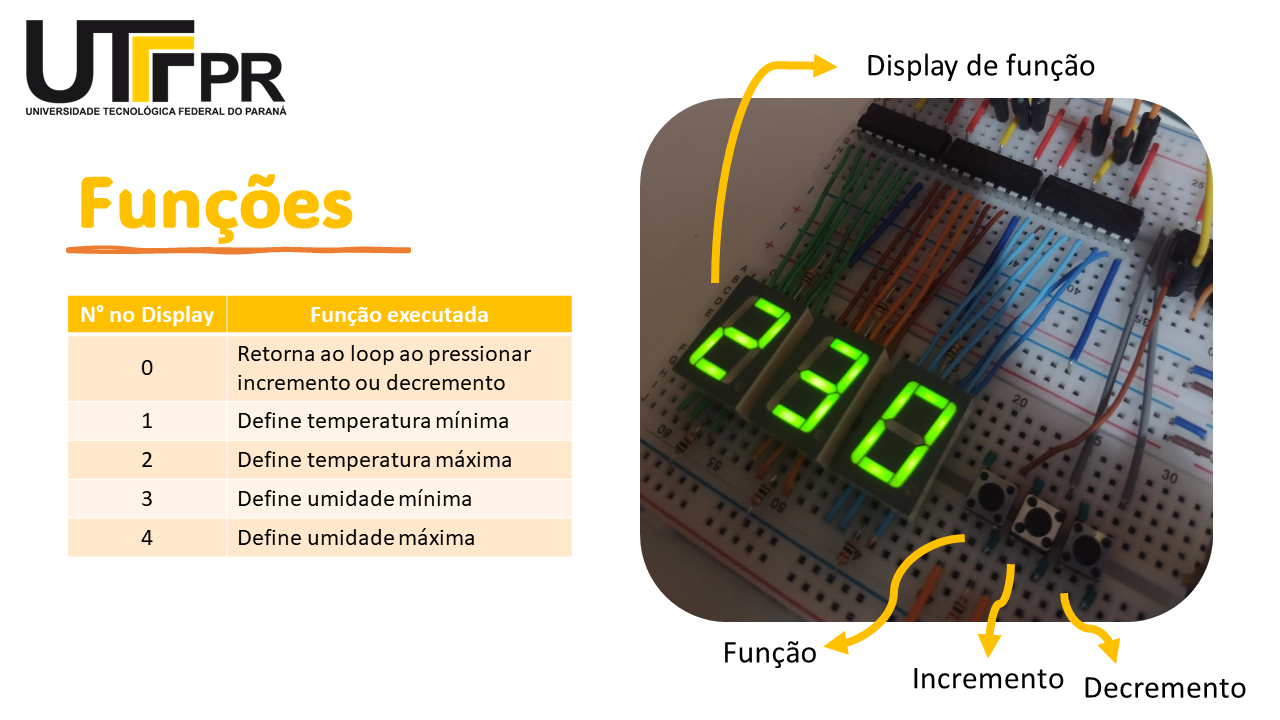 UTFPR
UNIVERSIDADE TECNOLÓGICA FEDERAL DO PARANÁ
Funções
N° no Display Função executada
0 Retorna ao loop ao pressionar
incremento ou decremento
1 Define temperatura mínima
2 Define temperatura máxima
3 Define umidade mínima
4 Define umidade máxima
Display de função
230
Função
Incremento
Decremento